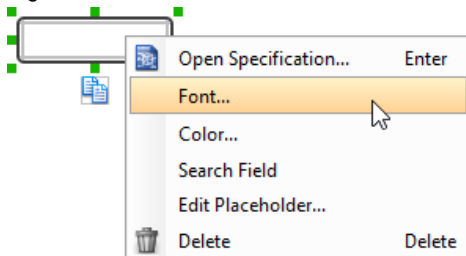 Open Specification... Enter
Font...
Color...
Search Field
Edit Placeholder...
Delete Delete